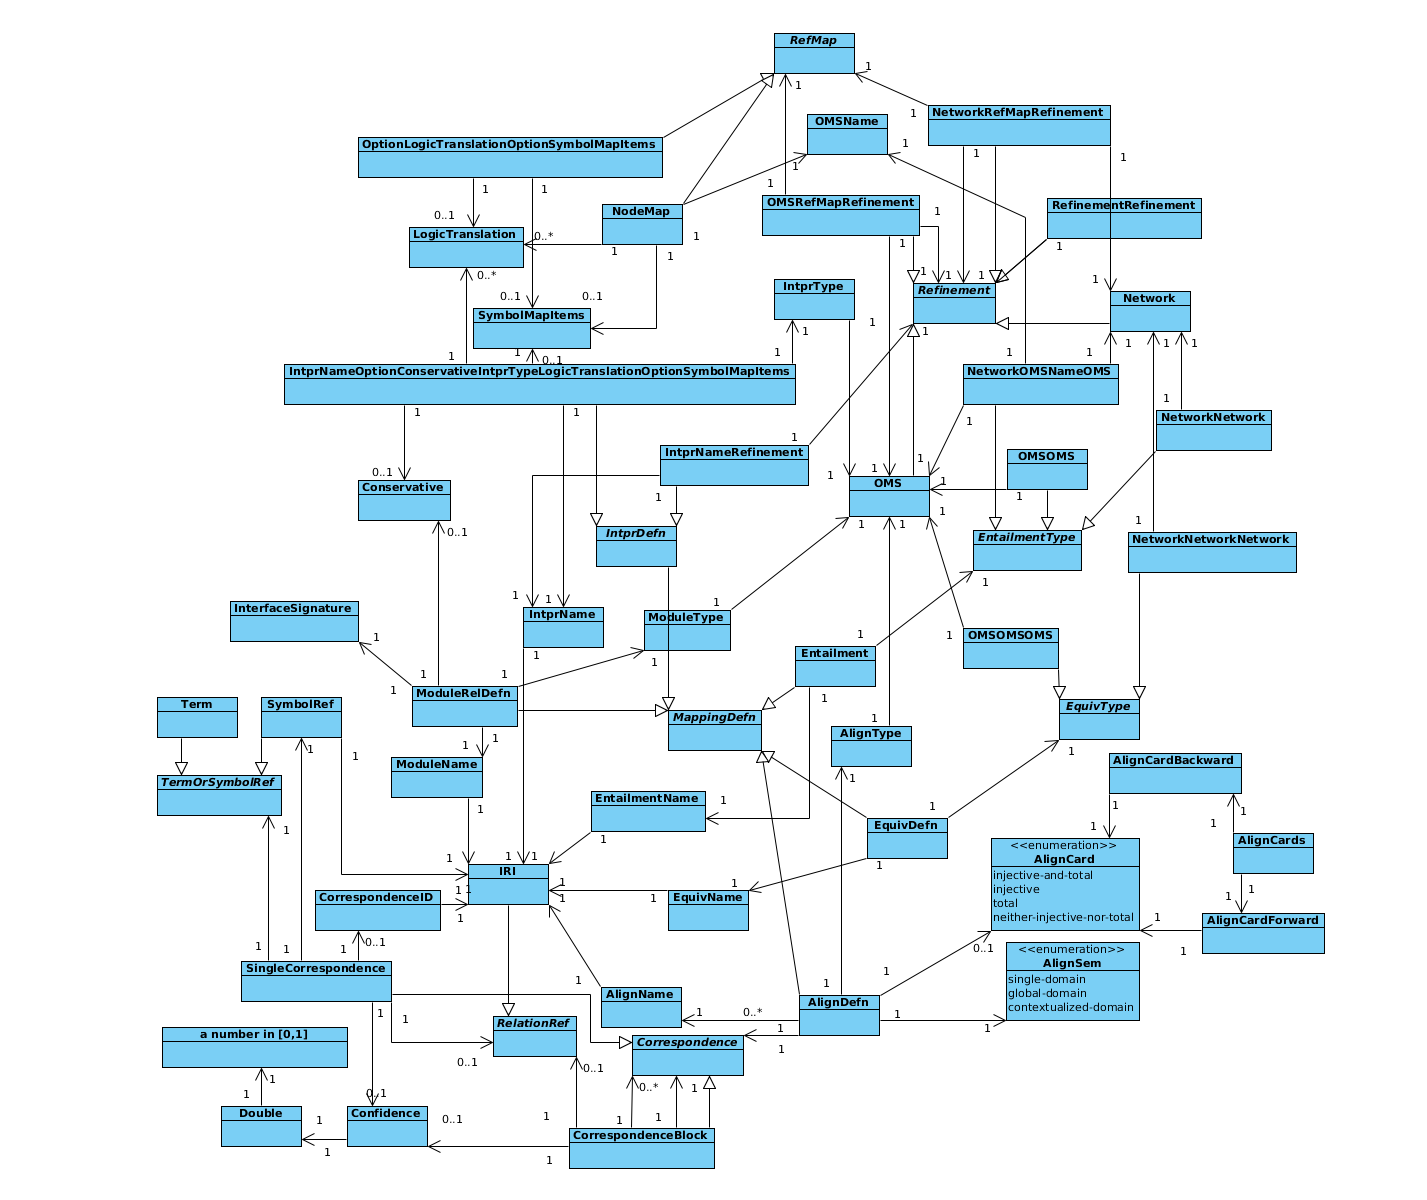 RefMap
1
1
1
NetworkRefMapRefinement
OMSName
1
1
OptionLogicTranslationOptionSymbolMapItems
1
1
1
1
1
OMSRefMapRefinement
RefinementRefinement
NodeMap
1
0..1
LogicTranslation
0..*
1
1
1
1
1
0..*
1
1
1
1
IntprType
Refinement
Network
0..1
0..1
SymbolMapItems
1
1
1
1
1
1
1
1
0..1
1
1
1
IntprNameOptionConservativeIntprTypeLogicTranslationOptionSymbolMapItems
NetworkOMSNameOMS
1
1
1
NetworkNetwork
1
1
IntprNameRefinement
OMSOMS
1
0..1
1
1
Conservative
OMS
1
1
1
1
1
1
1
0..1
IntprDefn
EntailmentType
NetworkNetworkNetwork
1
1
1
1
InterfaceSignature
IntprName
ModuleType
1
1
1
OMSOMSOMS
1
Entailment
1
1
1
1
1
ModuleRelDefn
1
Term
SymbolRef
MappingDefn
EquivType
1
AlignType
1
1
1
1
1
ModuleName
AlignCardBackward
TermOrSymbolRef
1
EntailmentName
1
1
1
1
1
1
EquivDefn
1
1
1
AlignCards
1
<<enumeration>>
AlignCard
injective-and-total
injective
total
neither-injective-nor-total
1
1
1
1
IRI
1
1
1
1
1
CorrespondenceID
1
EquivName
1
1
1
1
AlignCardForward
1
1
1
0..1
0..1
1
<<enumeration>>
AlignSem
single-domain
global-domain
contextualized-domain
SingleCorrespondence
1
1
1
AlignName
AlignDefn
1
1
1
0..*
1
1
RelationRef
1
1
a number in [0,1]
Correspondence
0..1
0..1
1
1
0..1
0..*
1
Double
Confidence
1
0..1
1
1
1
CorrespondenceBlock
1
1